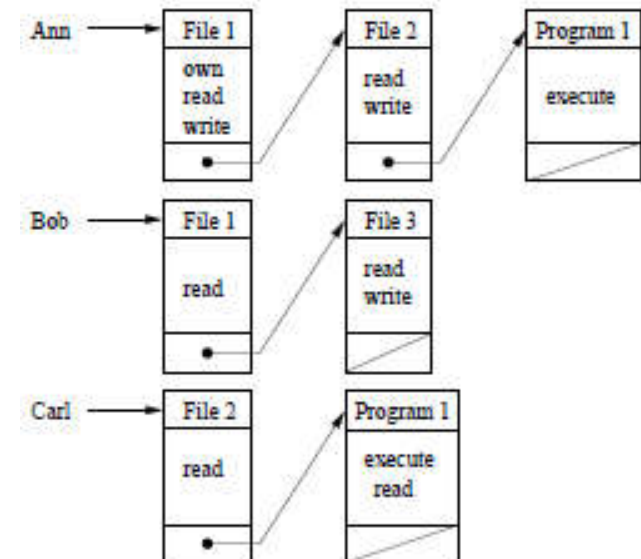 Ann
File 1
own
read
write
File 2
read
write
Program 1
execute
Bob
File 1
read
File 3
read
write
Carl
File 2
read
Program 1
execute
read